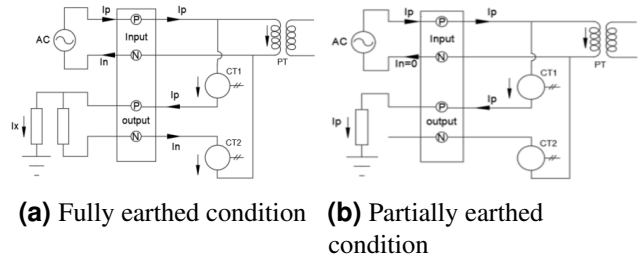 Ip
Ip
P
AC
Input
In
N
PT
CT1
P
Ip
Ix
output
N
In
CT2
Ip
Ip
P
AC
Input
In=0
N
PT
CT1
P
Ip
Ip
output
N
CT2
(a) Fully earthed condition
(b) Partially earthed
condition